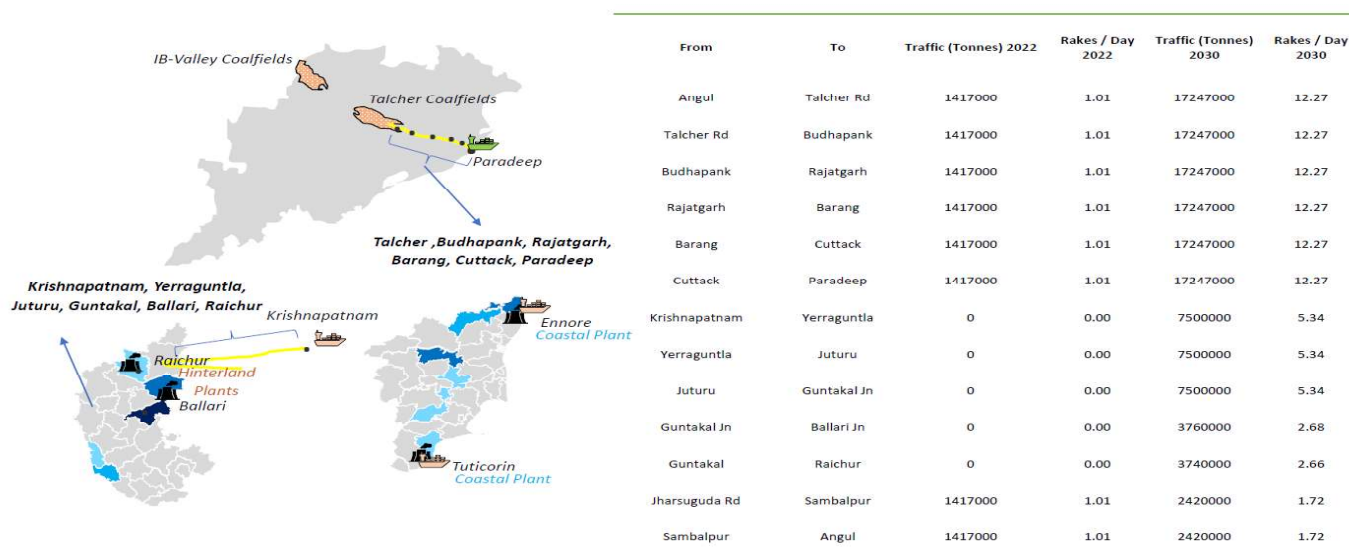 IB-Valley Coalfields
Talcher Coalfields
Paradeep
Talcher ,Budhapank, Rajatgarh,
Barang, Cuttack, Paradeep
Krishnapatnam, Yerraguntla,
Juturu, Guntakal, Ballari, Raichur
Krishnapatnam
Raichur
Hinterland
Plants
Ballari
Ennore
Coastal Plant
Tuticorin
Coastal Plant
From To Traffic (Tonnes) 2022 Rakes / Day 2022 Traffic (Tonnes) 2030 Rakes / Day 2030
Angul Talcher Rd 1417000 1.01 17247000 12.27
Talcher Rd Budhapank 1417000 1.01 17247000 12.27
Budhapank Rajatgarh 1417000 1.01 17247000 12.27
Rajatgarh Barang 1417000 1.01 17247000 12.27
Barang Cuttack 1417000 1.01 17247000 12.27
Cuttack Paradeep 1417000 1.01 17247000 12.27
Krishnapatnam Yerraguntla 0 0.00 7500000 5.34
Yerraguntla Juturu 0 0.00 7500000 5.34
Juturu Guntakal Jn 0 0.00 7500000 5.34
Guntakal Jn Ballari Jn 0 0.00 3760000 2.68
Guntakal Raichur 0 0.00 3740000 2.66
Jharsuguda Rd Sambalpur 1417000 1.01 2420000 1.72
Sambalpur Angul 1417000 1.01 2420000 1.72